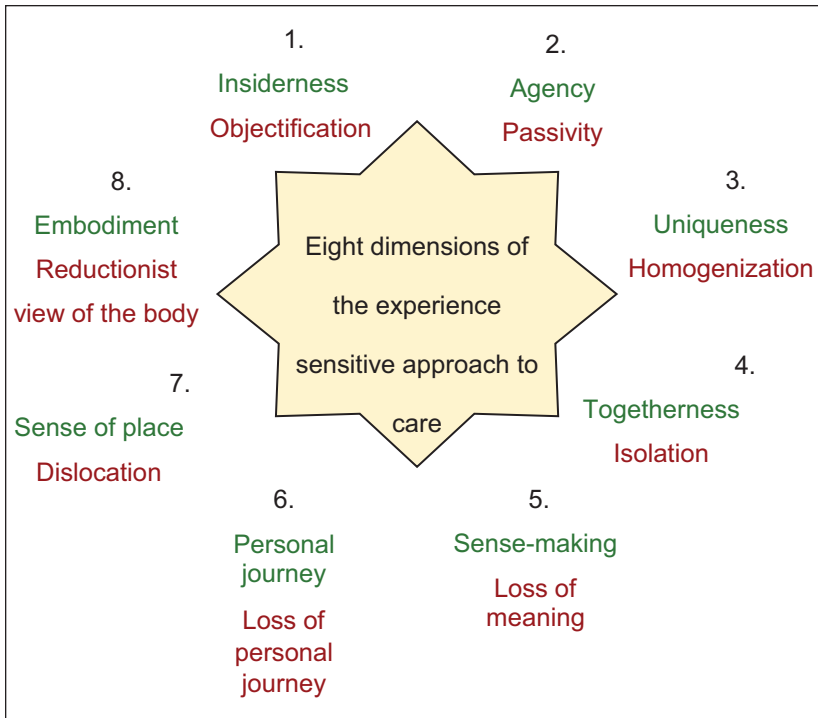 1.
Insiderness
Objectification
2.
Agency
Passivity
3.
Uniqueness
Homogenization
4.
Togetherness
Isolation
5.
Sense-making
Loss of
meaning
6.
Personal
journey
Loss of
personal
journey
7.
Sense of place
Dislocation
8.
Embodiment
Reductionist
view of the body
Eight dimensions of
the experience
sensitive approach to
care